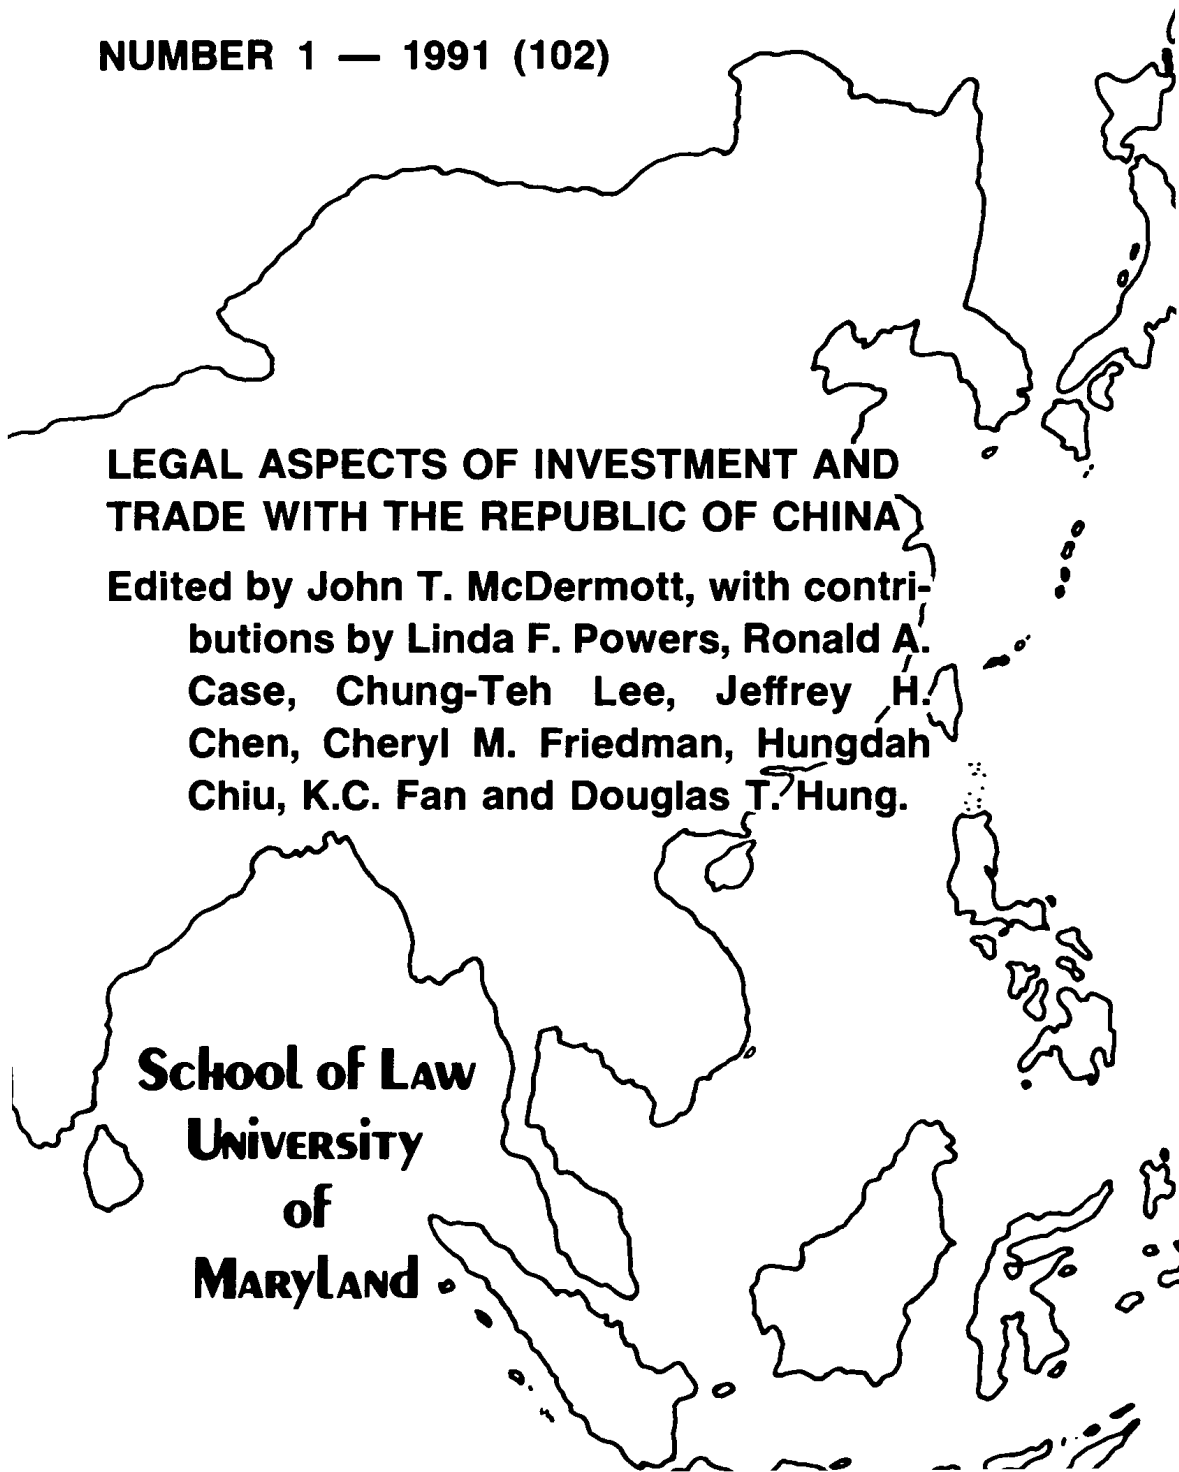 NUMBER 1 — 1991 (102)
LEGAL ASPECTS OF INVESTMENT AND
TRADE WITH THE REPUBLIC OF CHINA
Edited by John T. McDermott, with contri-
butions by Linda F. Powers, Ronald A.
Case, Chung-Teh Lee, Jeffrey H.
Chen, Cheryl M. Friedman, Hungdah
Chiu, K.C. Fan and Douglas T. Hung.
School of Law
University
of
Maryland